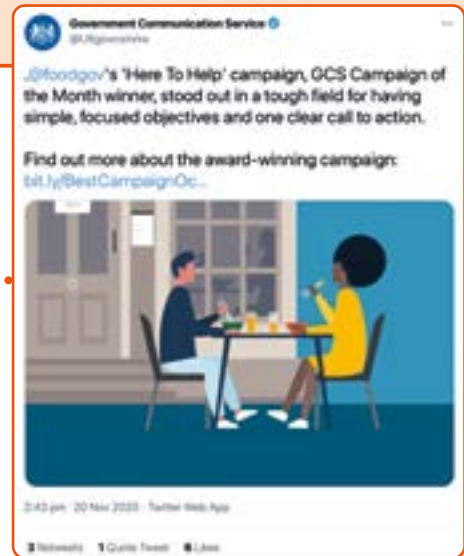 Government Communication Service
.@foodgov's 'Here To Help' campaign, GCS Campaign of
the Month winner, stood out in a tough field for having
simple, focused objectives and one clear call to action.
Find out more about the award-winning campaign:
bit.ly/BestCampaignOc...
2:43 pm · 20 Nov 2020 · Twitter Web App
3 Retweets 1 Quote Tweet 6 Likes